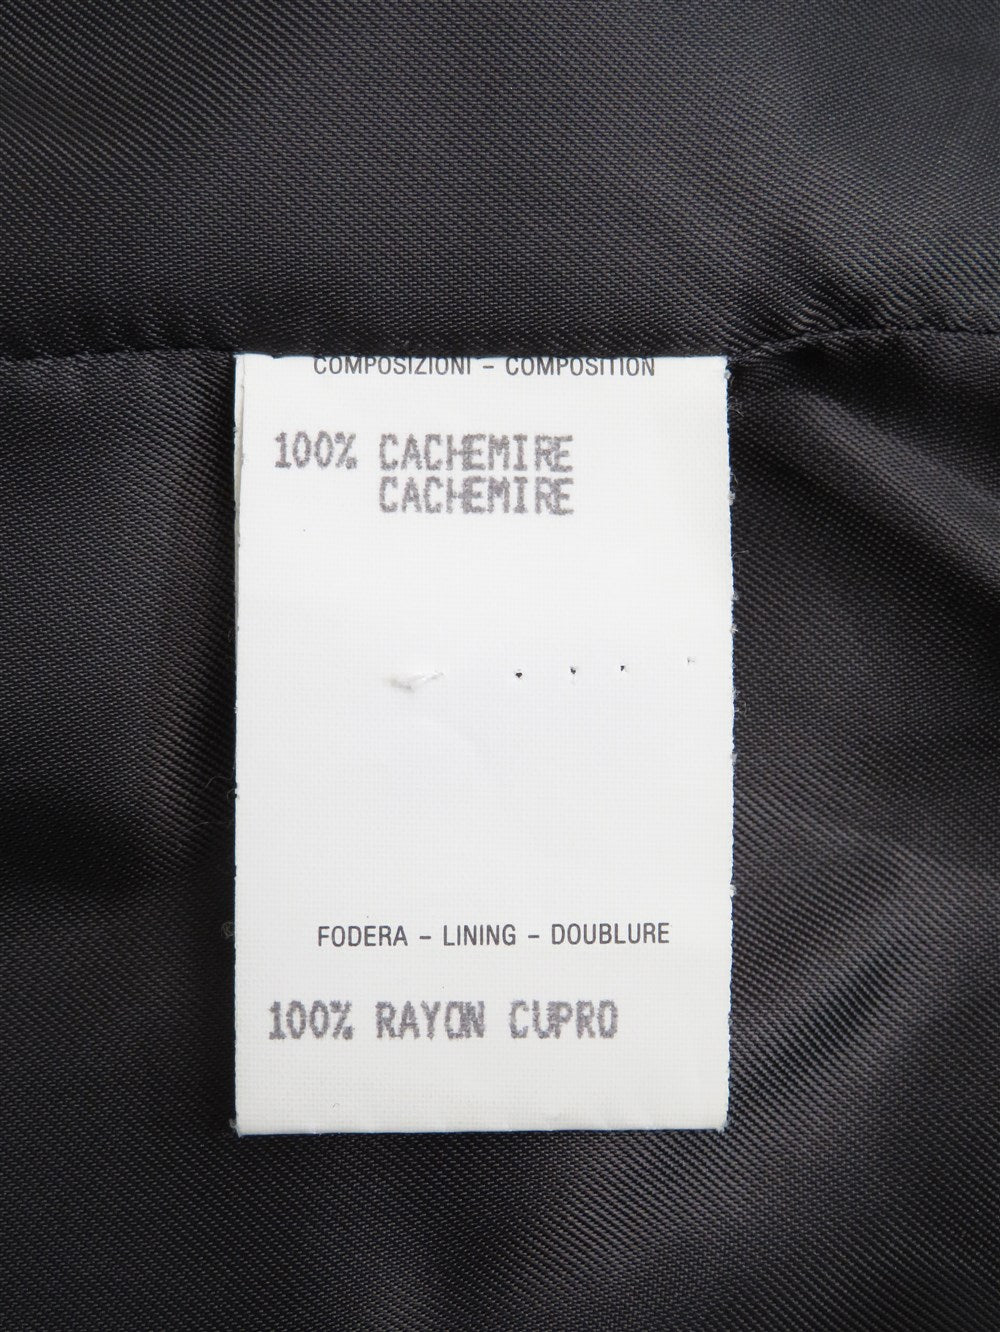 COMPOSIZIONI - COMPOSITION
100% CACHEMIRE
CACHEMIRE
FODERA - LINING - DOUBLURE
100% RAYON CUPRO